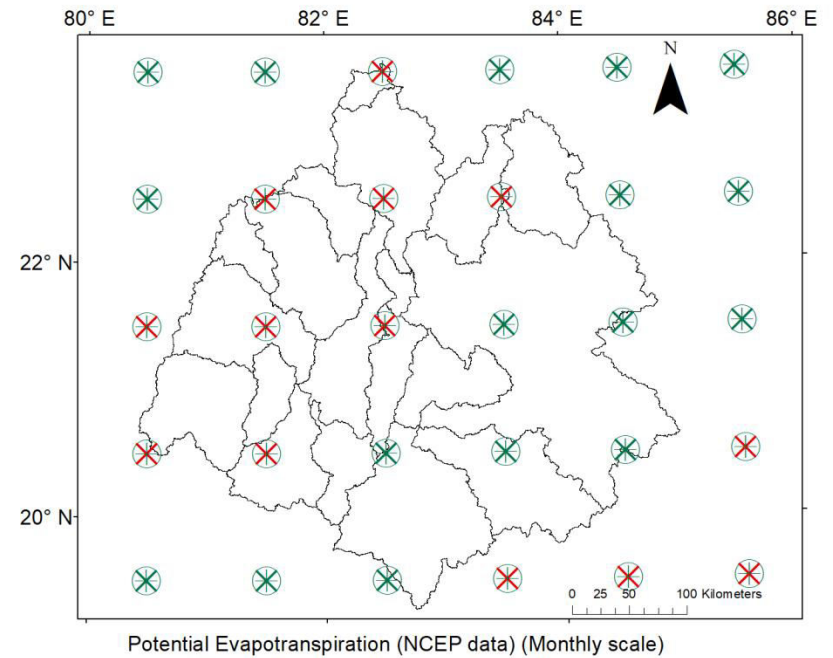 80° E 82° E 84° E 86° E
N
22° N
20° N
0 25 50 100 Kilometers
Potential Evapotranspiration (NCEP data) (Monthly scale)